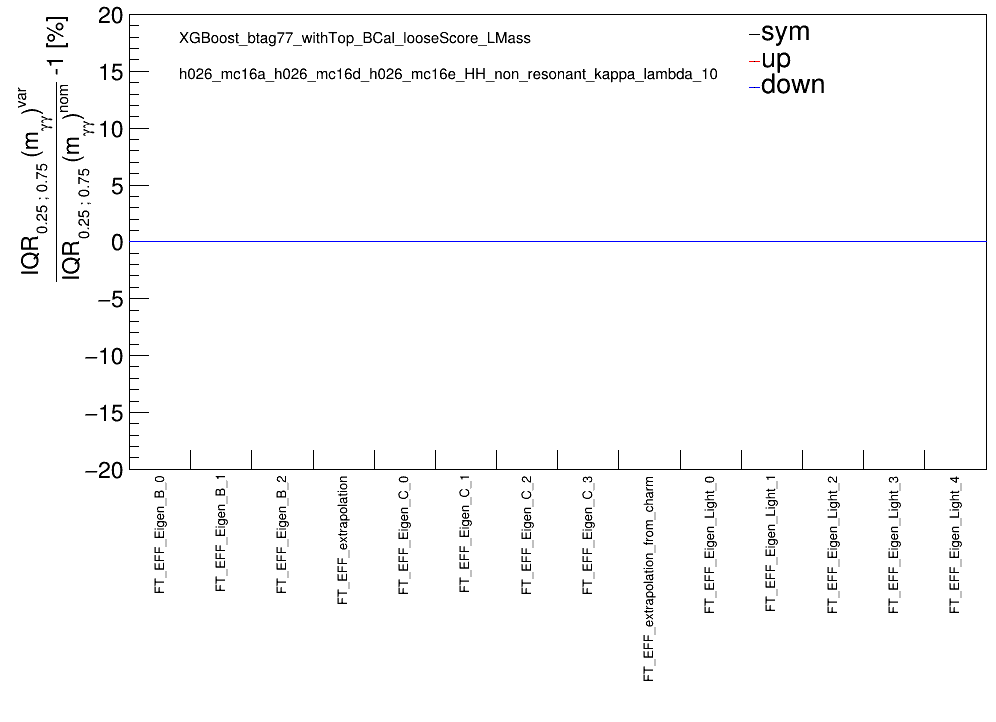 IQR0.25 ; 0.75 (mγγ)var
IQR0.25 ; 0.75 (mγγ)nom -1 [%]
20
15
10
5
0
−5
−10
−15
−20
XGBoost_btag77_withTop_BCal_looseScore_LMass
h026_mc16a_h026_mc16d_h026_mc16e_HH_non_resonant_kappa_lambda_10
sym
up
down
FT_EFF_Eigen_B_0
FT_EFF_Eigen_B_1
FT_EFF_Eigen_B_2
FT_EFF_extrapolation
FT_EFF_Eigen_C_0
FT_EFF_Eigen_C_1
FT_EFF_Eigen_C_2
FT_EFF_Eigen_C_3
FT_EFF_extrapolation_from_charm
FT_EFF_Eigen_Light_0
FT_EFF_Eigen_Light_1
FT_EFF_Eigen_Light_2
FT_EFF_Eigen_Light_3
FT_EFF_Eigen_Light_4